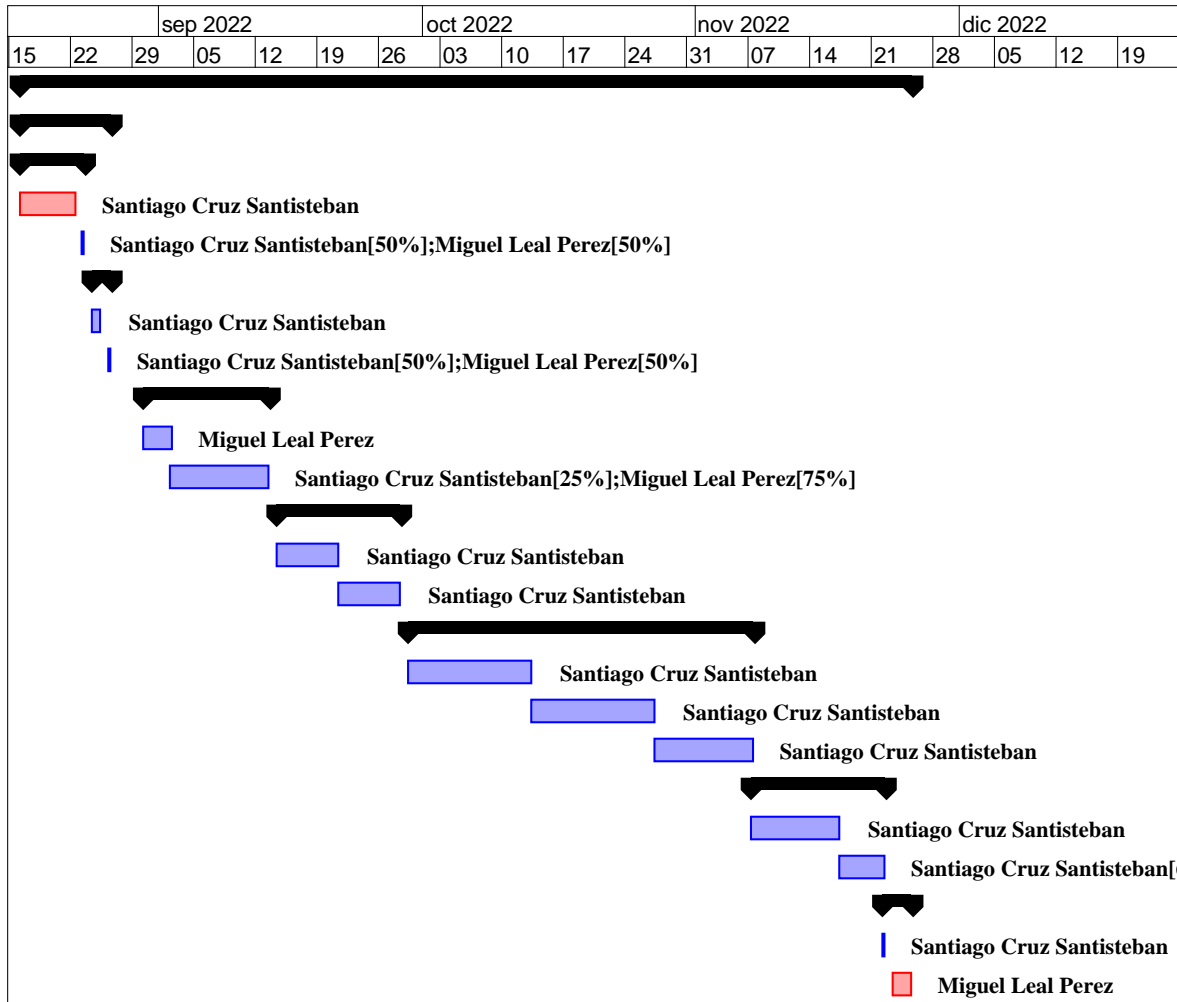 sep 2022 oct 2022 nov 2022 dic 2022
15 22 29 05 12 19 26 03 10 17 24 31 07 14 21 28 05 12 19
Santiago Cruz Santisteban
Santiago Cruz Santisteban[50%];Miguel Leal Perez[50%]
Santiago Cruz Santisteban
Santiago Cruz Santisteban[50%];Miguel Leal Perez[50%]
Miguel Leal Perez
Santiago Cruz Santisteban[25%];Miguel Leal Perez[75%]
Santiago Cruz Santisteban
Santiago Cruz Santisteban
Santiago Cruz Santisteban
Santiago Cruz Santisteban
Santiago Cruz Santisteban
Santiago Cruz Santisteban
Santiago Cruz Santisteban[
Santiago Cruz Santisteban
Miguel Leal Perez